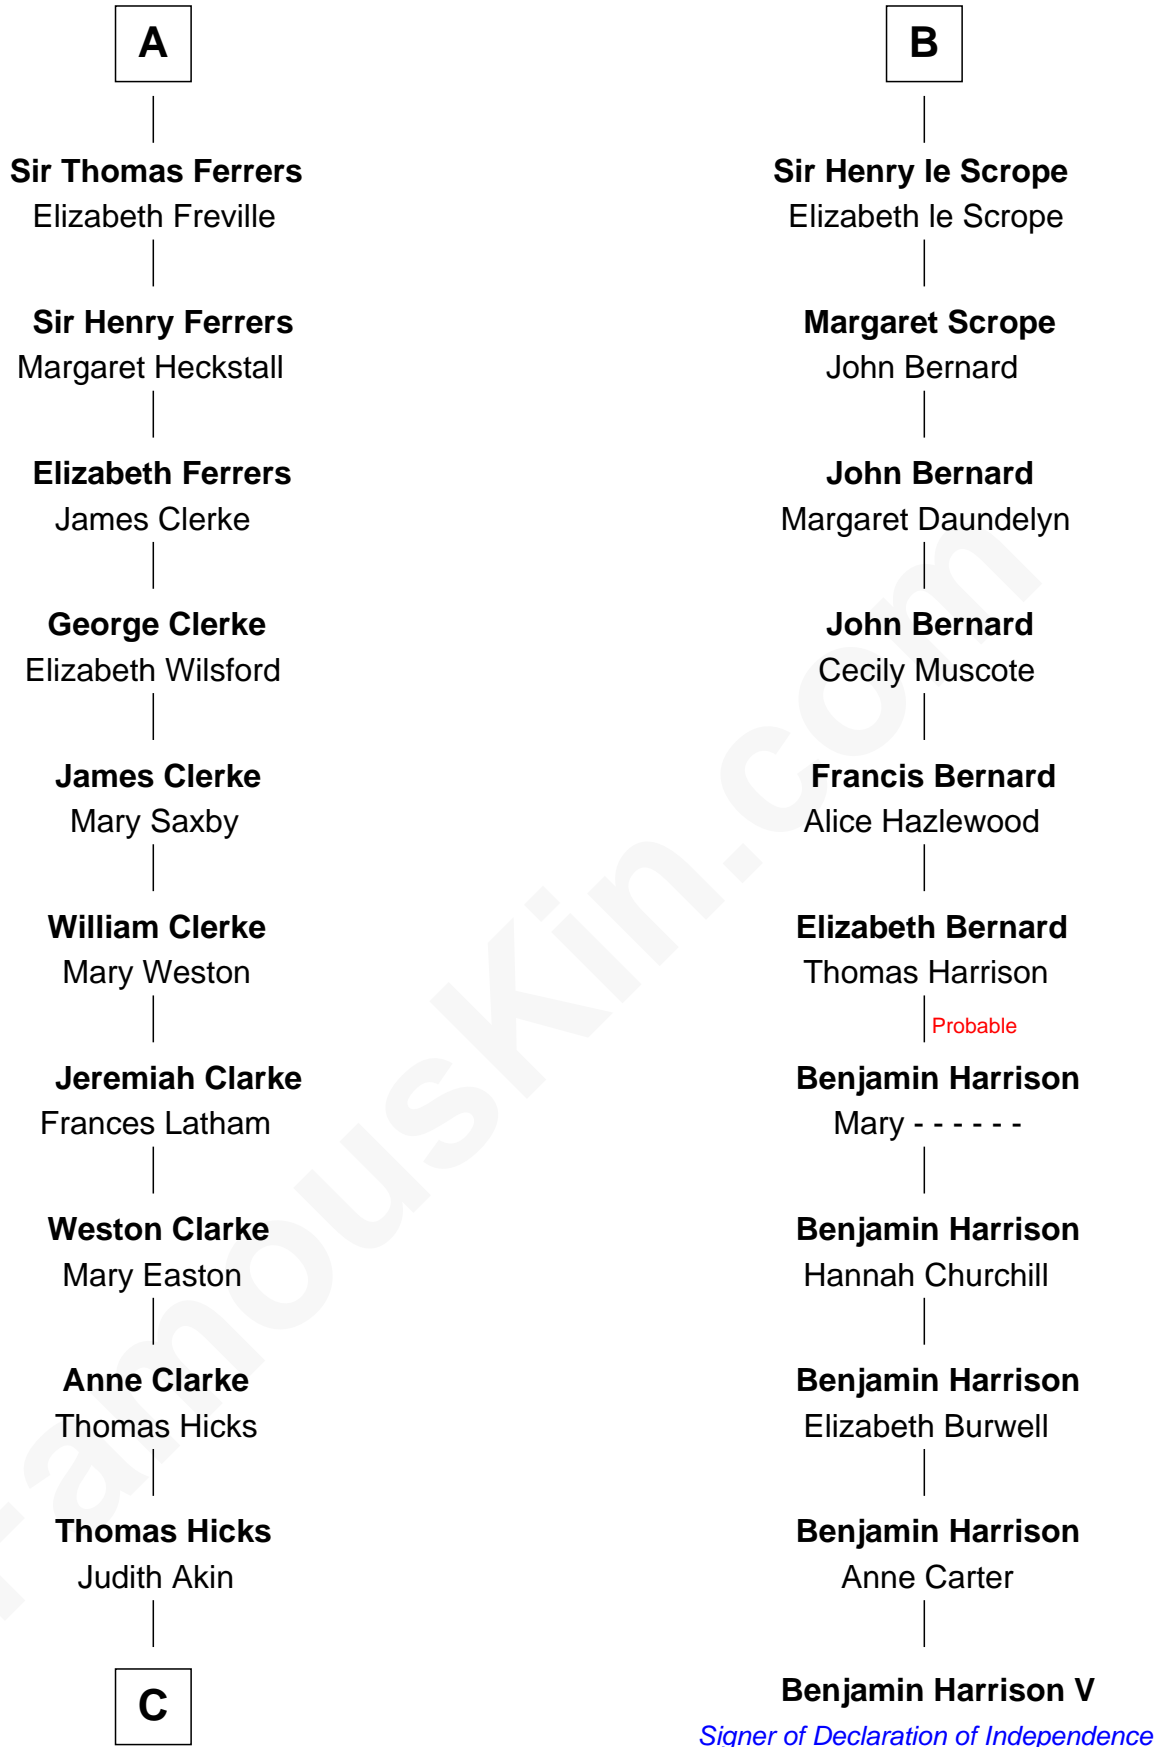 A
Sir Thomas Ferrers
Elizabeth Freville
Sir Henry Ferrers
Margaret Heckstall
Elizabeth Ferrers
James Clerke
George Clerke
Elizabeth Wilsford
James Clerke
Mary Saxby
William Clerke
Mary Weston
Jeremiah Clarke
Frances Latham
Weston Clarke
Mary Easton
Anne Clarke
Thomas Hicks
Thomas Hicks
Judith Akin
C
B
Sir Henry le Scrope
Elizabeth le Scrope
Margaret Scrope
John Bernard
John Bernard
Margaret Daundelyn
John Bernard
Cecily Muscote
Francis Bernard
Alice Hazlewood
Elizabeth Bernard
Thomas Harrison
Probable
Benjamin Harrison
Mary - - - - - -
Benjamin Harrison
Hannah Churchill
Benjamin Harrison
Elizabeth Burwell
Benjamin Harrison
Anne Carter
Benjamin Harrison V
Signer of Declaration of Independence
FamousKin.com